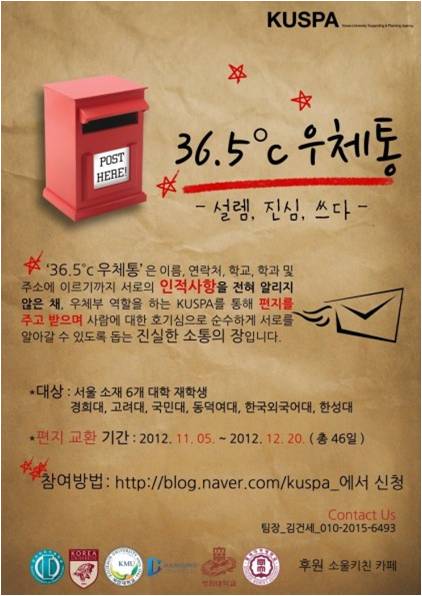 KUSPA
POST
HERE!
36.5°c 우체통
- 설렘, 진심, 쓰다 -
'36.5°c 우체통'은 이름, 연락처, 학교, 학과 및
주소에 이르기까지 서로의 인적사항을 전혀 알리지
않은 채, 우체부 역할을 하는 KUSPA를 통해 편지를
주고 받으며 사람에 대한 호기심으로 순수하게 서로를
알아갈 수 있도록 돕는 진실한 소통의 장입니다.
*대상 : 서울 소재 6개 대학 재학생
경희대, 고려대, 국민대, 동덕여대, 한국외국어대, 한성대
*편지 교환 기간 : 2012. 11. 05. ~ 2012. 12. 20. ( 총 46일 )
참여방법 : http://blog.naver.com/kuspa_에서 신청
Contact Us
팀장_김건세_010-2015-6493
KOREA
KMU
후원 소울키친 카페